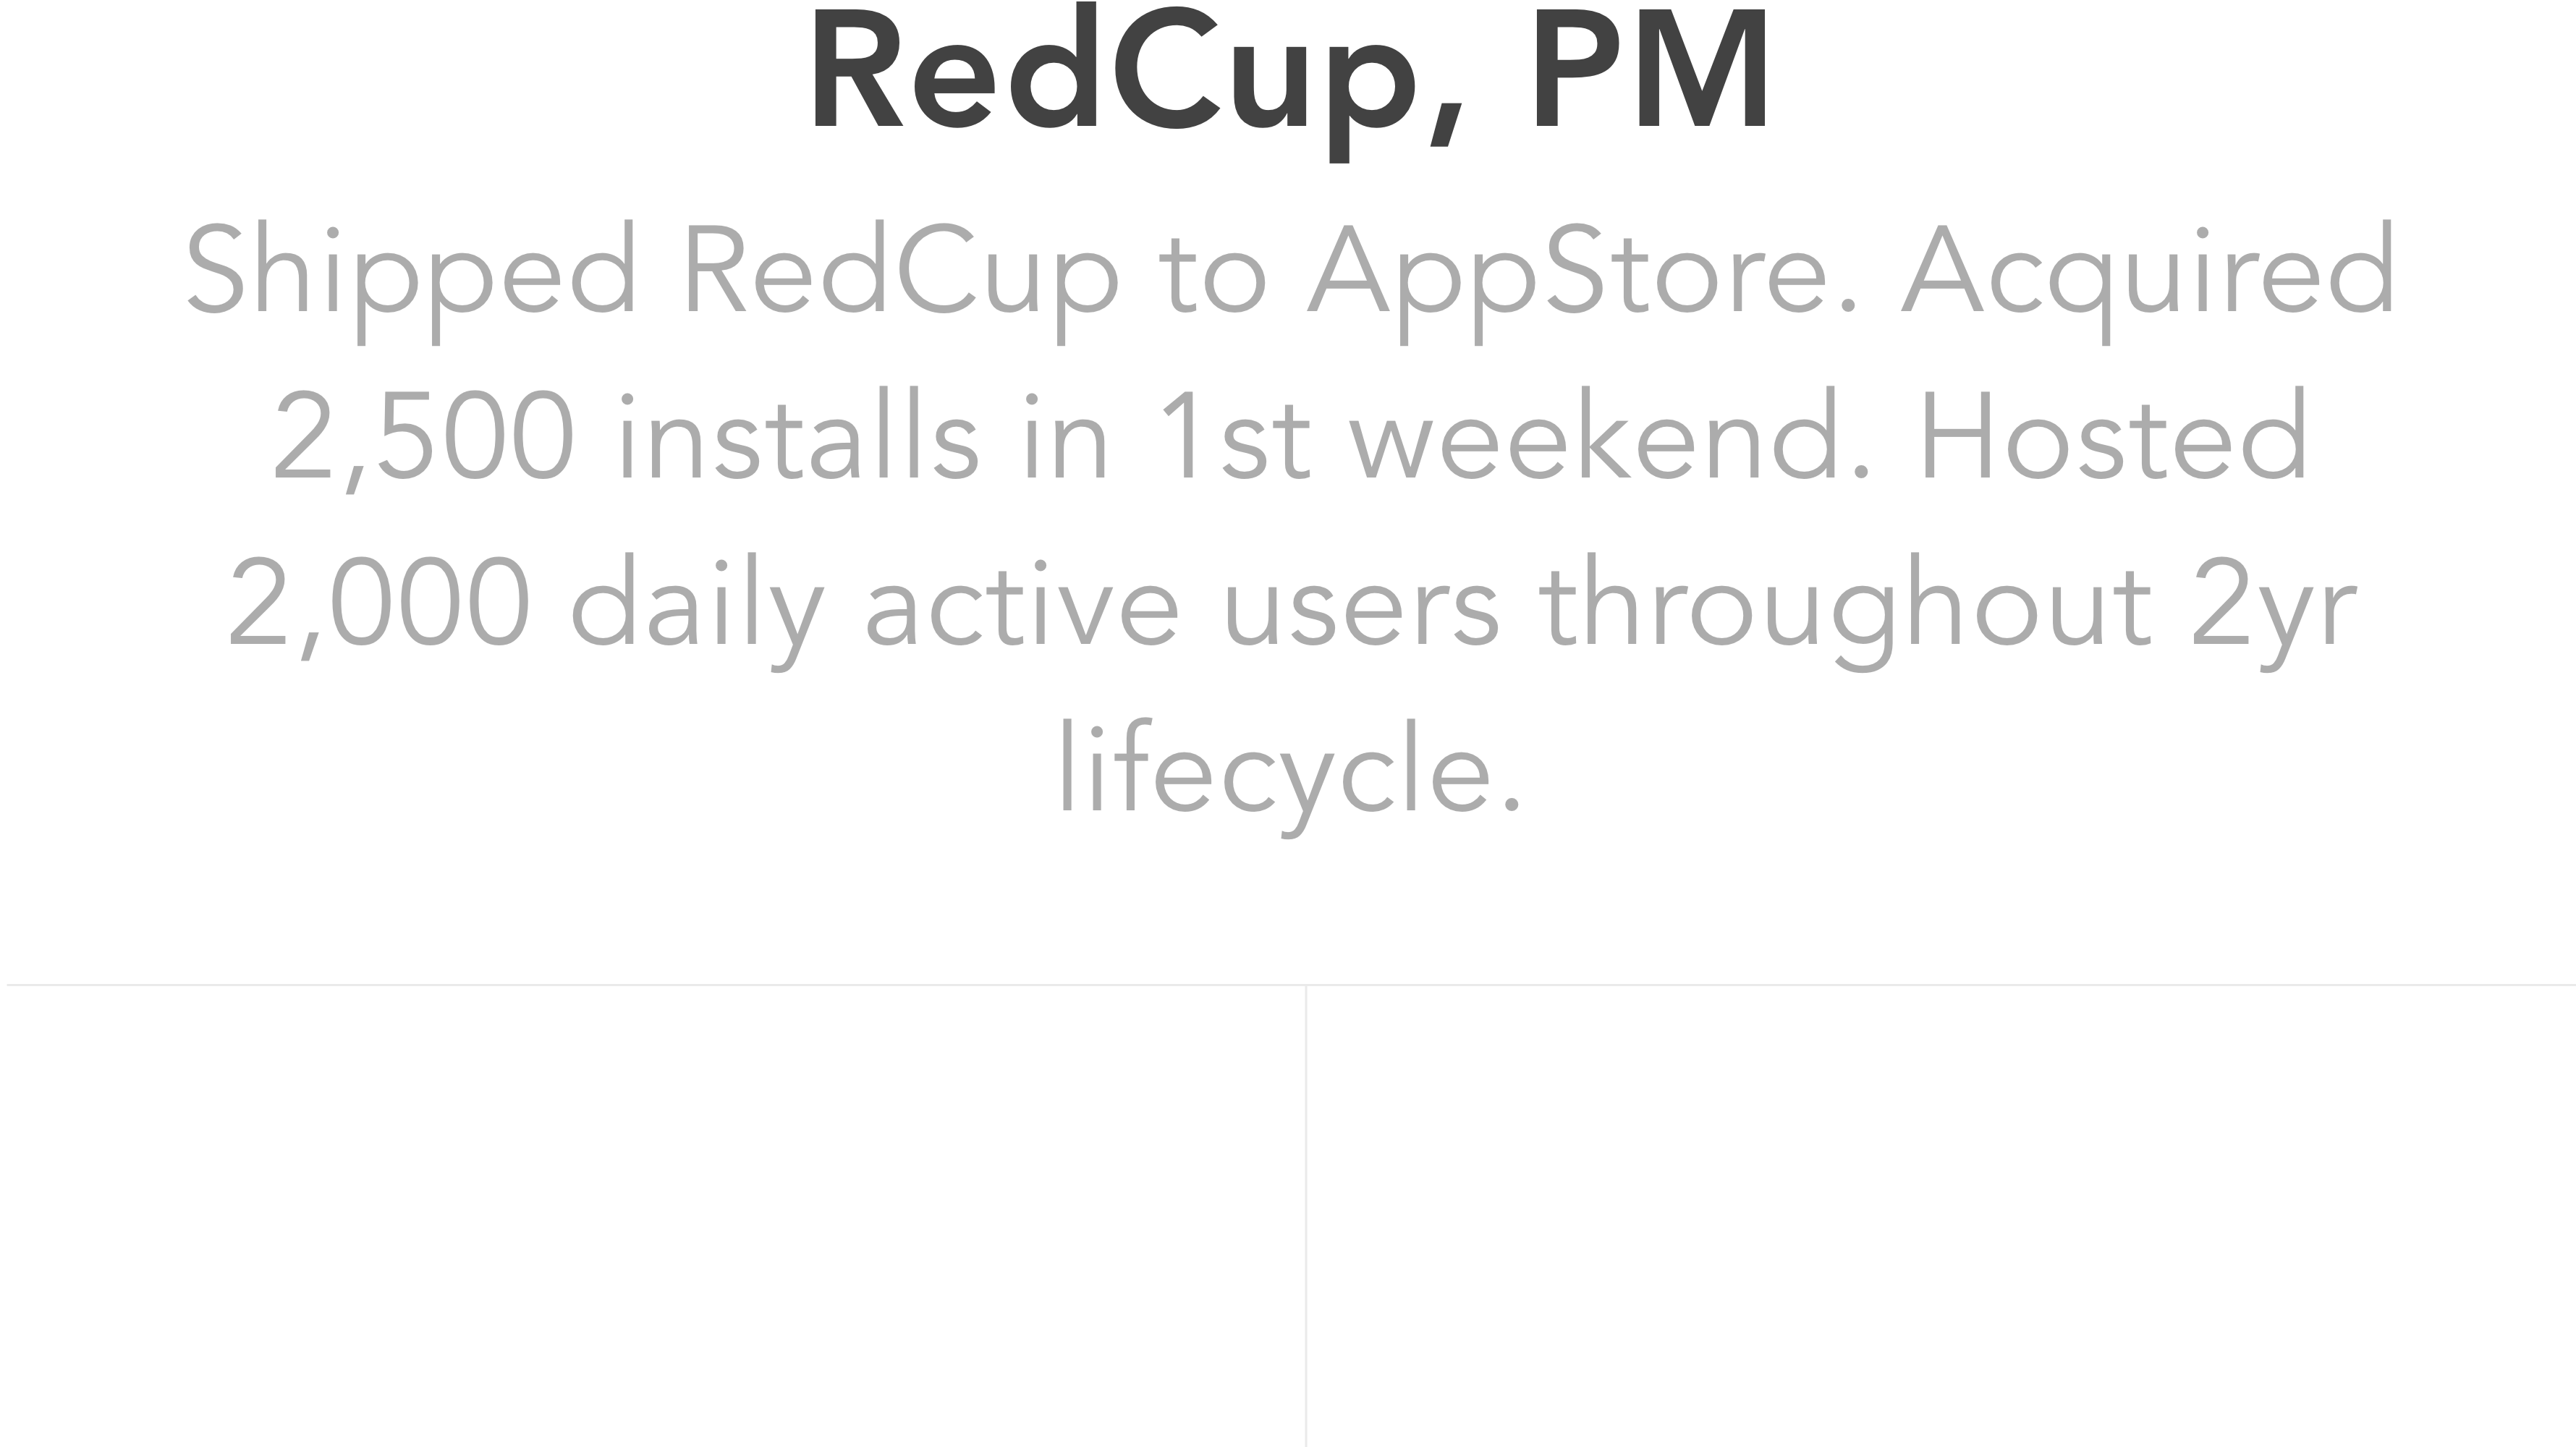 RedCup, PM
Shipped RedCup to AppStore. Acquired
2,500 installs in 1st weekend. Hosted
2,000 daily active users throughout 2yr
lifecycle.